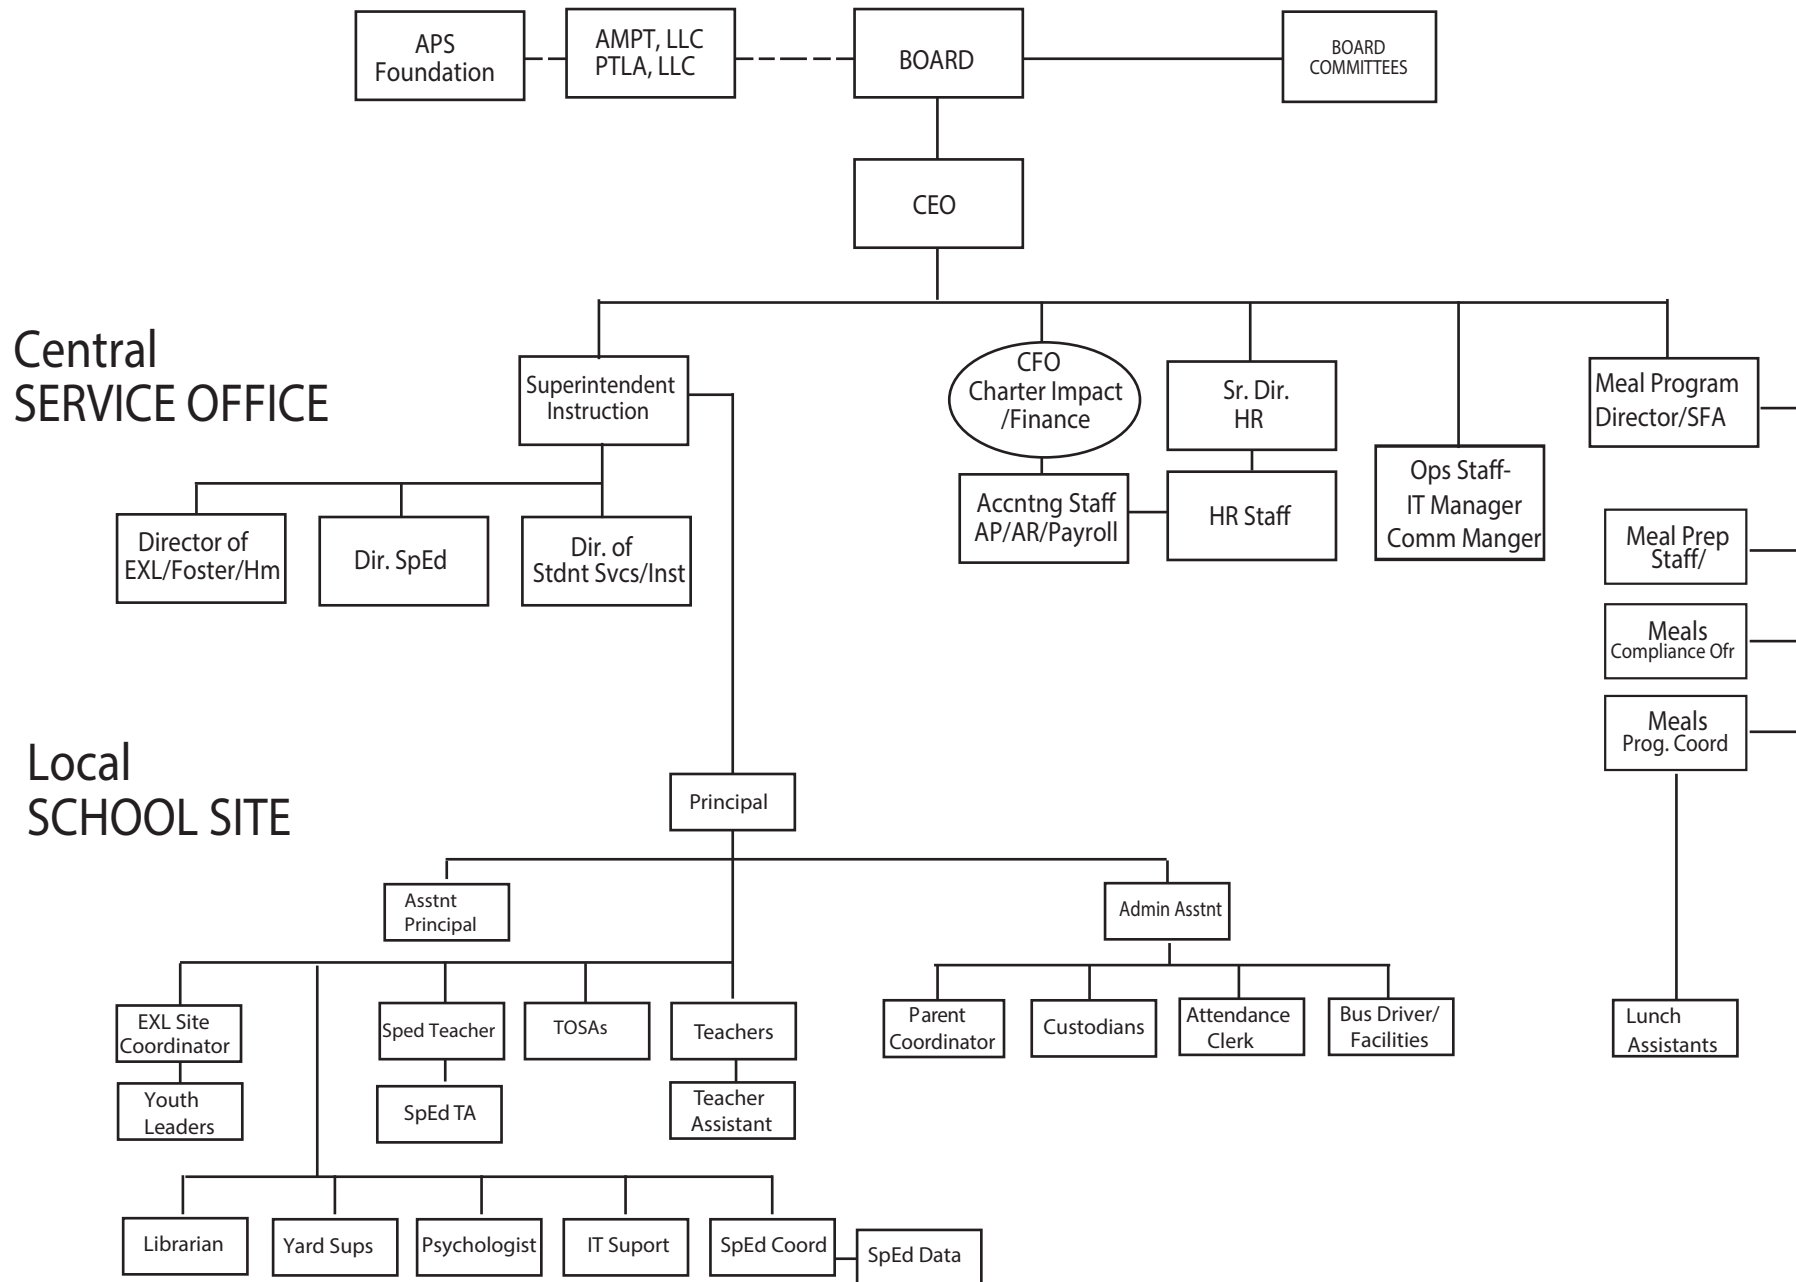 APS
Foundation
AMPT, LLC
PTLA, LLC
BOARD
BOARD
COMMITTEES
CEO
Central
SERVICE OFFICE
Superintendent
Instruction
CFO
Charter Impact
/Finance
Sr. Dir.
HR
Meal Program
Director/SFA
Accntng Staff
AP/AR/Payroll
HR Staff
Ops Staff-
IT Manager
Comm Manger
Director of
EXL/Foster/Hm
Dir. SpEd
Dir. of
Stdnt Svcs/Inst
Meal Prep
Staff/
Meals
Compliance Ofr
Meals
Prog. Coord
Local
SCHOOL SITE
Principal
Asstnt
Principal
Admin Asstnt
EXL Site
Coordinator
Sped Teacher
TOSAs
Teachers
Parent
Coordinator
Custodians
Attendance
Clerk
Bus Driver/
Facilities
Lunch
Assistants
Youth
Leaders
SpEd TA
Teacher
Assistant
Librarian
Yard Sups
Psychologist
IT Suport
SpEd Coord
SpEd Data